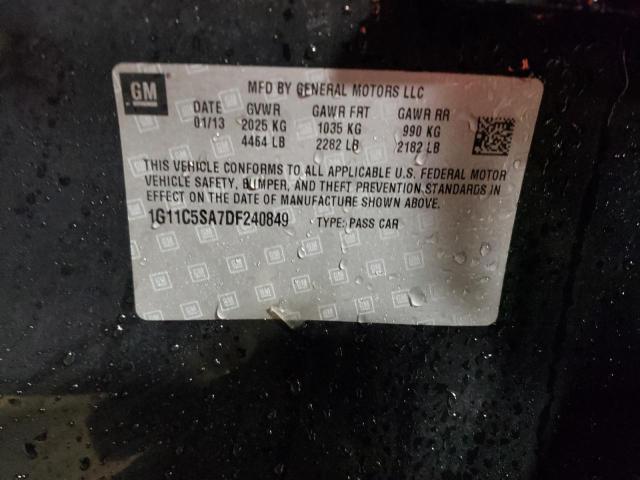 GM
MFD BY GENERAL MOTORS LLC
DATE GVWR GAWR FRT GAWR RR
01/13 2025 KG 1035 KG 990 KG
4464 LB 2282 LB 2182 LB
THIS VEHICLE CONFORMS TO ALL APPLICABLE U.S. FEDERAL MOTOR
VEHICLE SAFETY, BUMPER, AND THEFT PREVENTION STANDARDS IN
EFFECT ON THE DATE OF MANUFACTURE SHOWN ABOVE.
1G11C5SA7DF240849 TYPE: PASS CAR